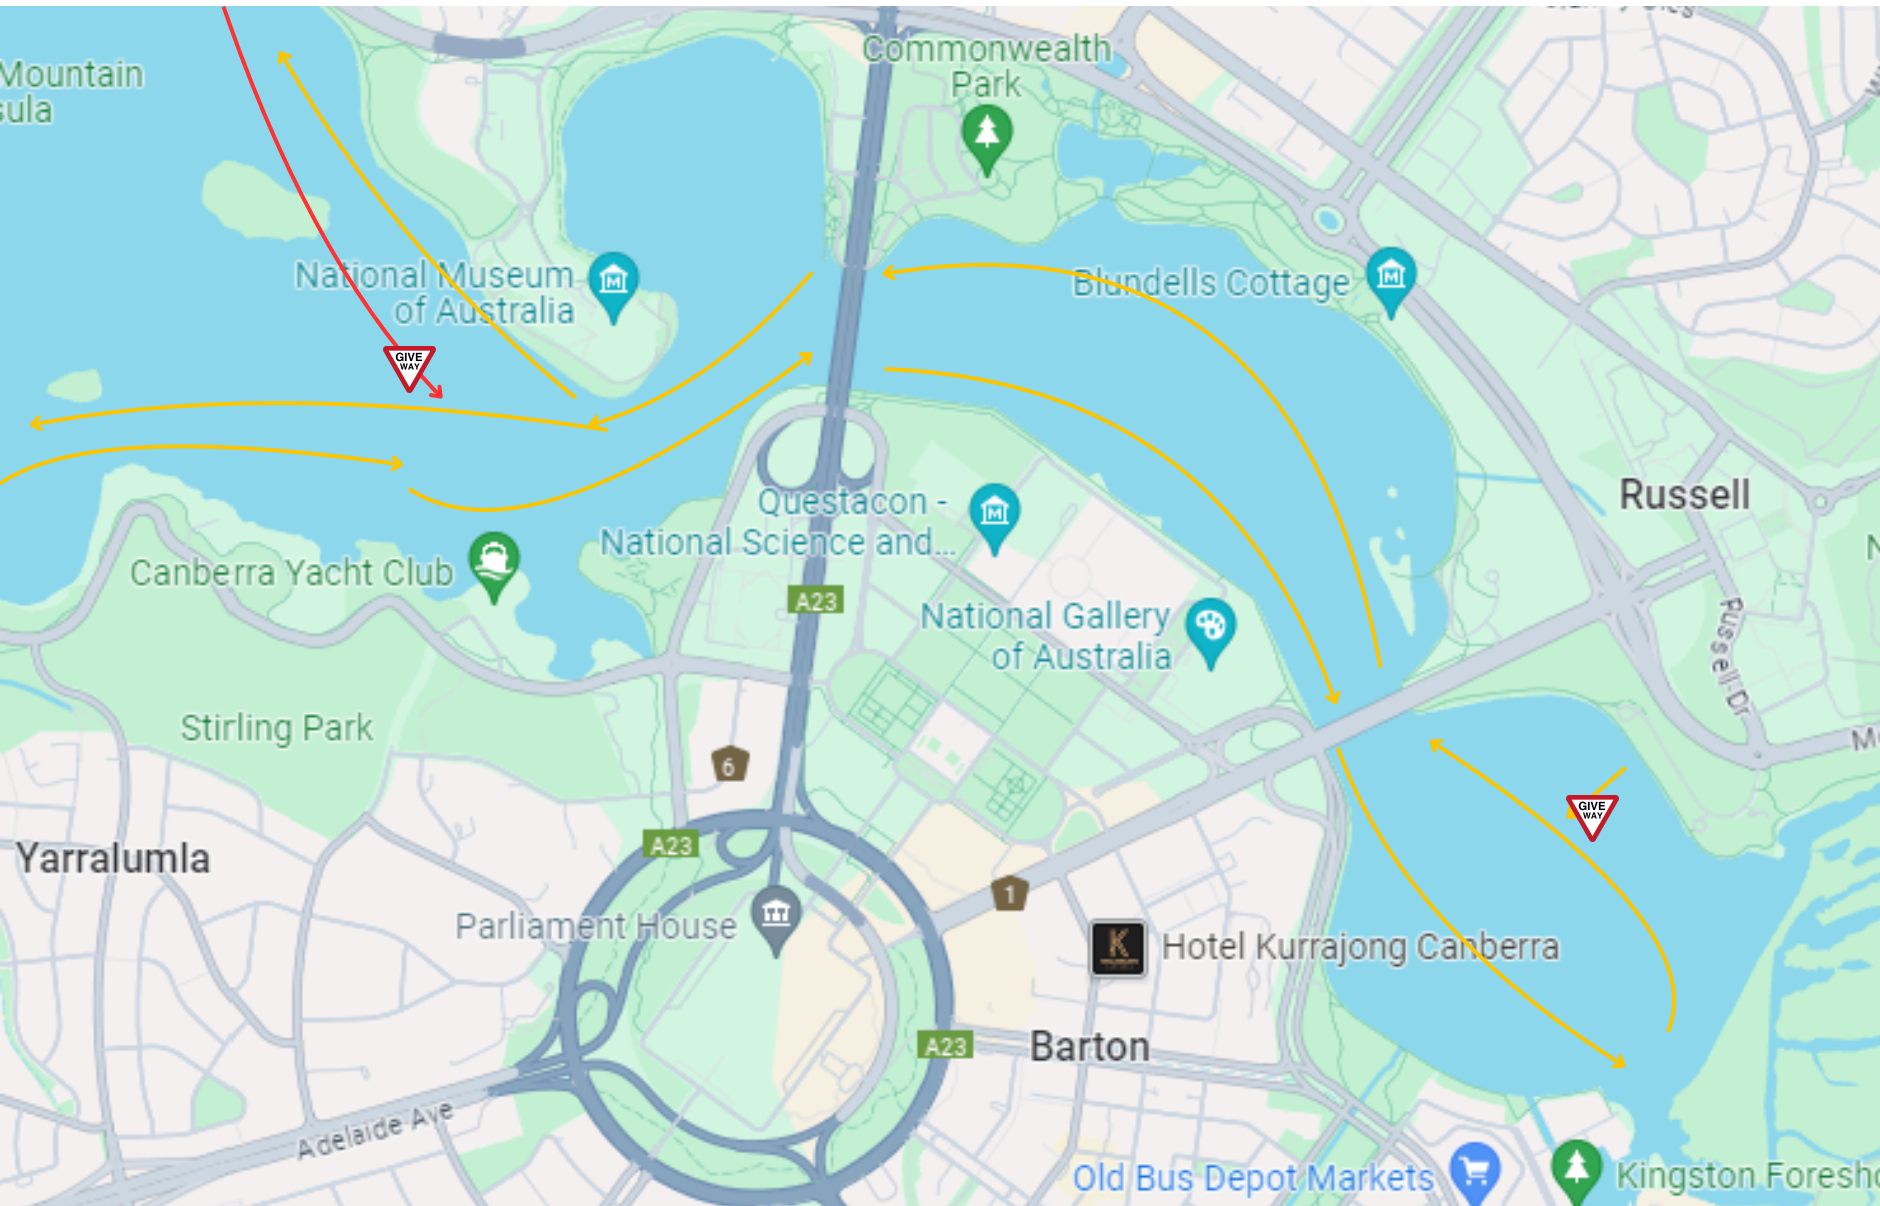 Commonwealth
Park
Mountain
sula
National Museum
of Australia
Blundells Cottage
GIVE
WAY
Russell
Questacon -
National Science and...
Canberra Yacht Club
A23
National Gallery
of Australia
Russell Dr
Stirling Park
6
GIVE
WAY
A23
Yarralumla
1
Parliament House
Hotel Kurrajong Canberra
A23
Barton
Adelaide Ave
Old Bus Depot Markets
Kingston Foresho